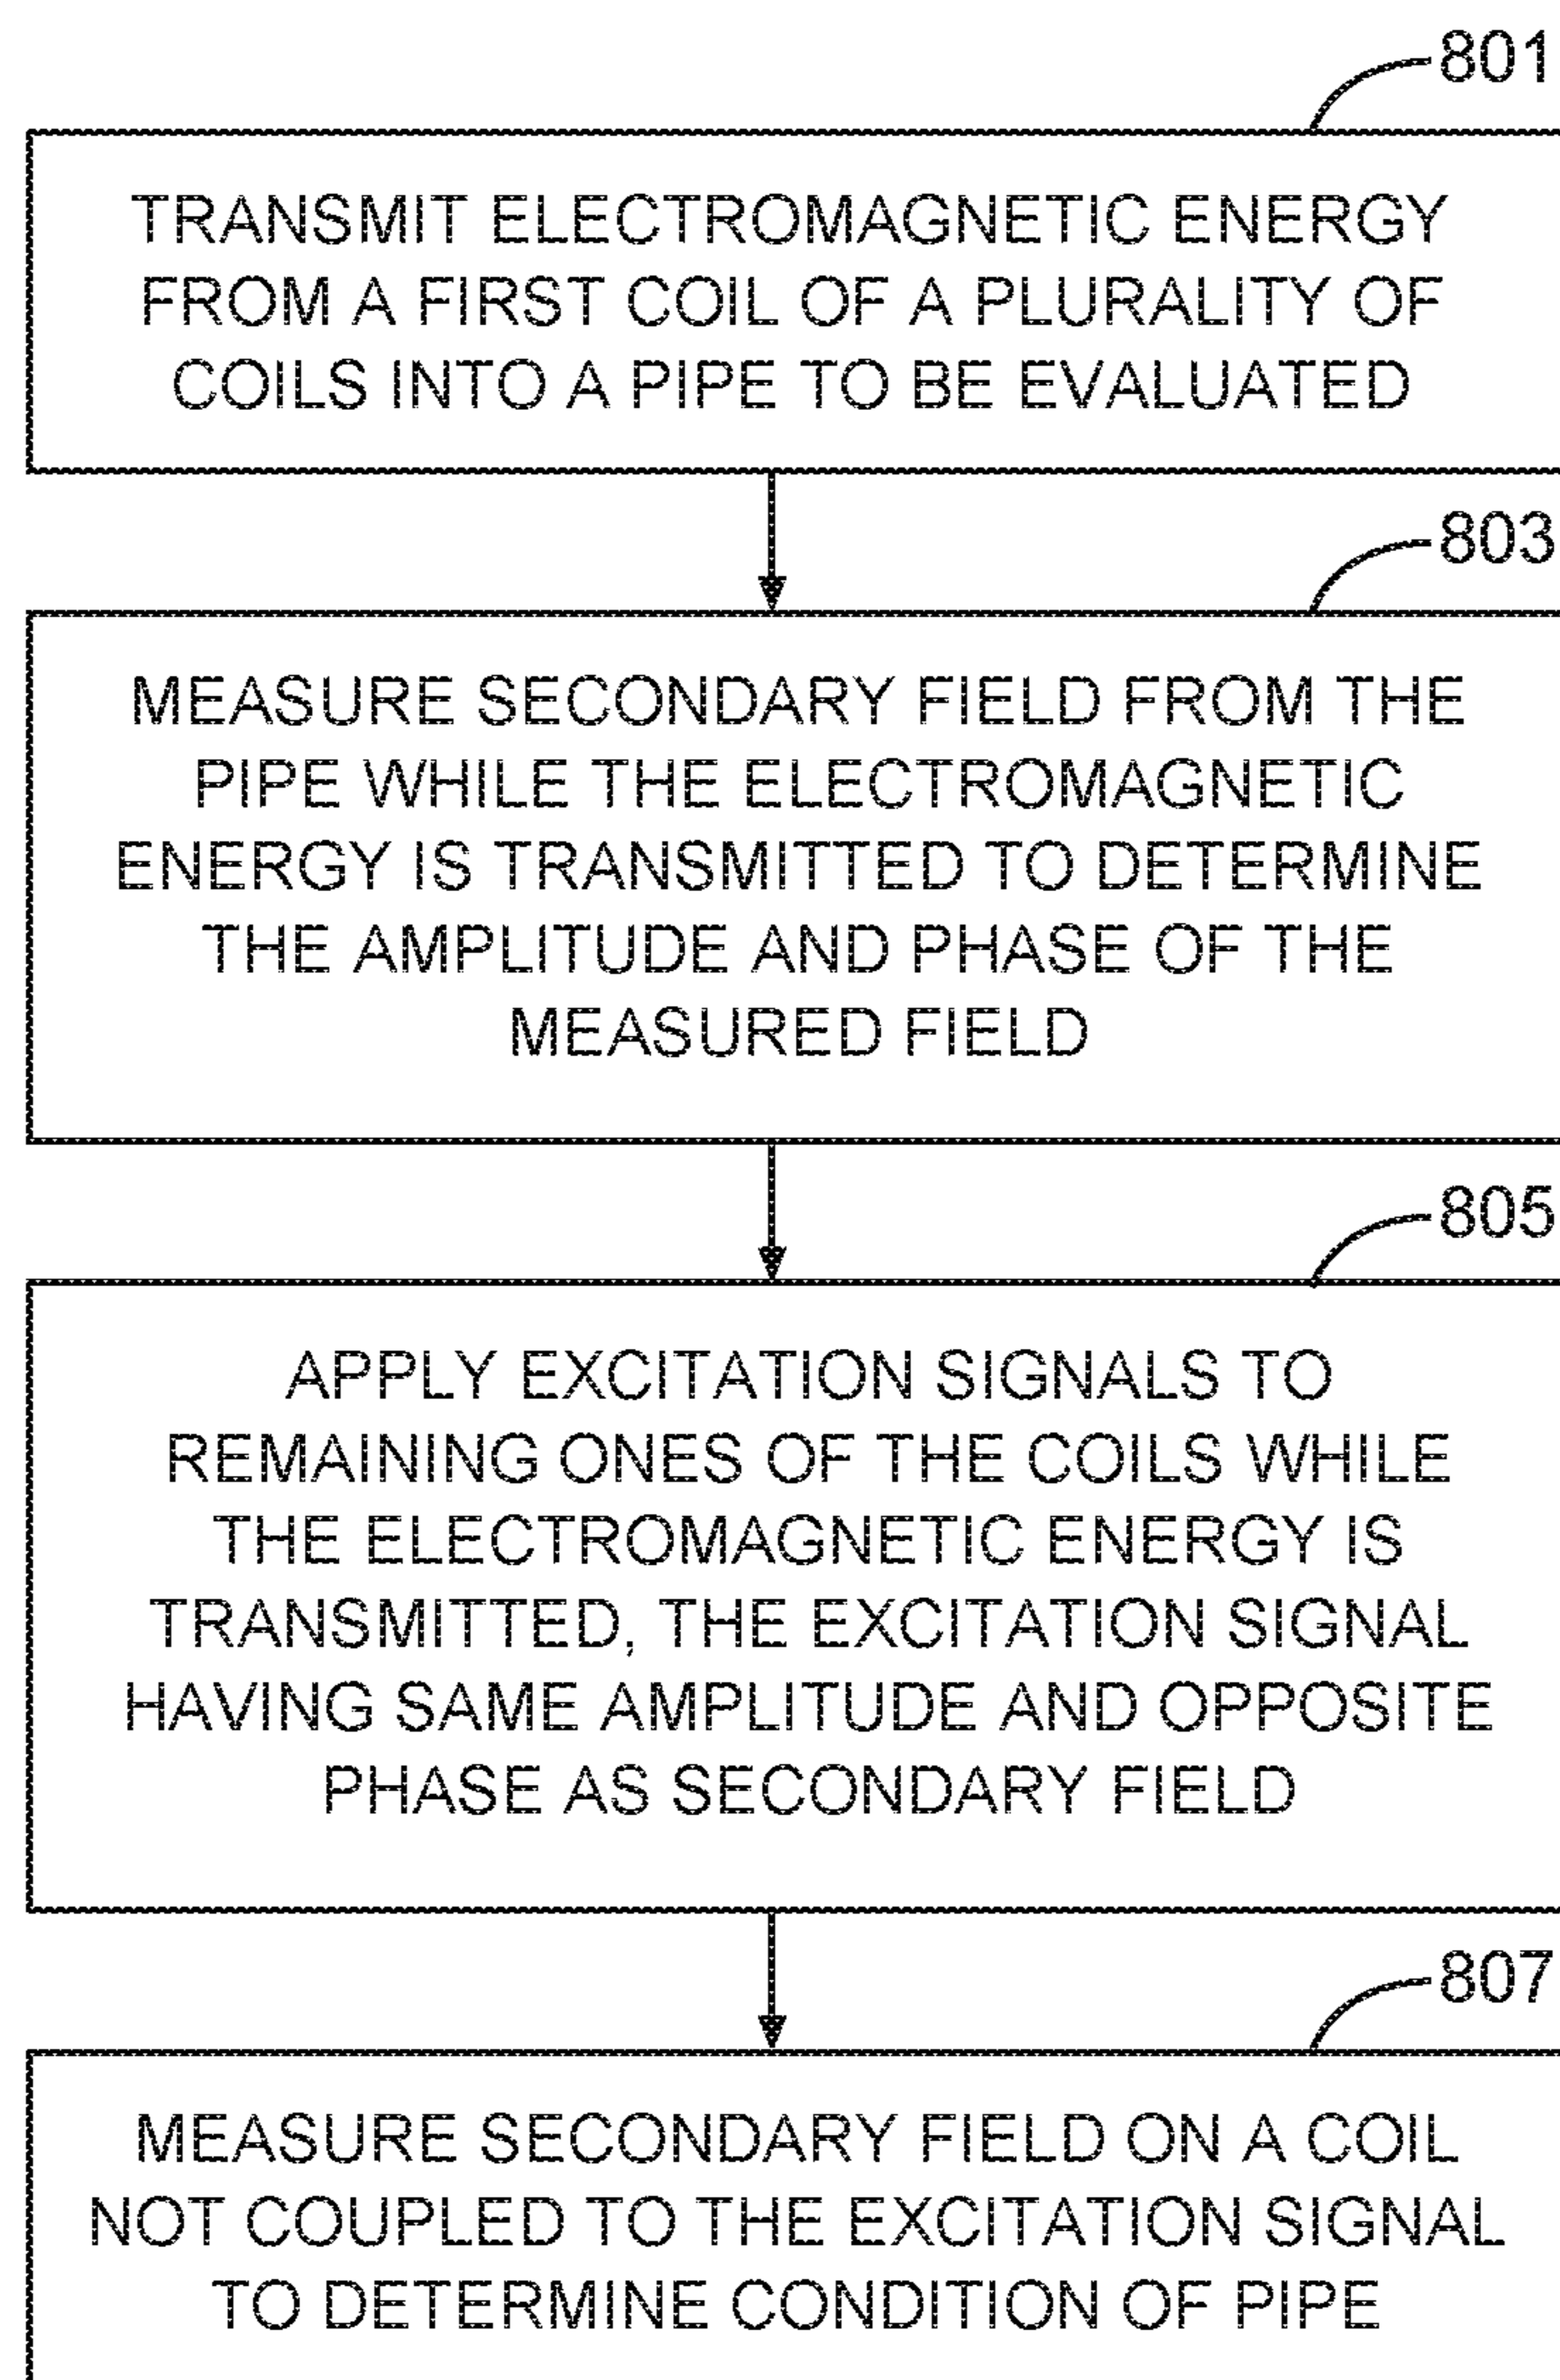 801
TRANSMIT ELECTROMAGNETIC ENERGY
FROM A FIRST COIL OF A PLURALITY OF
COILS INTO A PIPE TO BE EVALUATED
803
MEASURE SECONDARY FIELD FROM THE
PIPE WHILE THE ELECTROMAGNETIC
ENERGY IS TRANSMITTED TO DETERMINE
THE AMPLITUDE AND PHASE OF THE
MEASURED FIELD
805
APPLY EXCITATION SIGNALS TO
REMAINING ONES OF THE COILS WHILE
THE ELECTROMAGNETIC ENERGY IS
TRANSMITTED, THE EXCITATION SIGNAL
HAVING SAME AMPLITUDE AND OPPOSITE
PHASE AS SECONDARY FIELD
807
MEASURE SECONDARY FIELD ON A COIL
NOT COUPLED TO THE EXCITATION SIGNAL
TO DETERMINE CONDITION OF PIPE